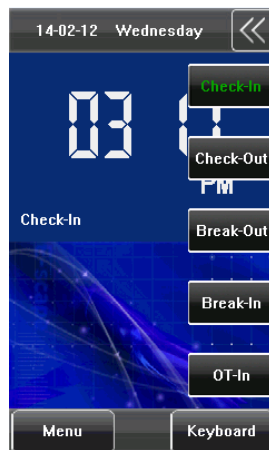 14-02-12 Wednesday
Check-In
03
Check-Out
PM
Check-In
Break-Out
Break-In
OT-In
Menu
Keyboard